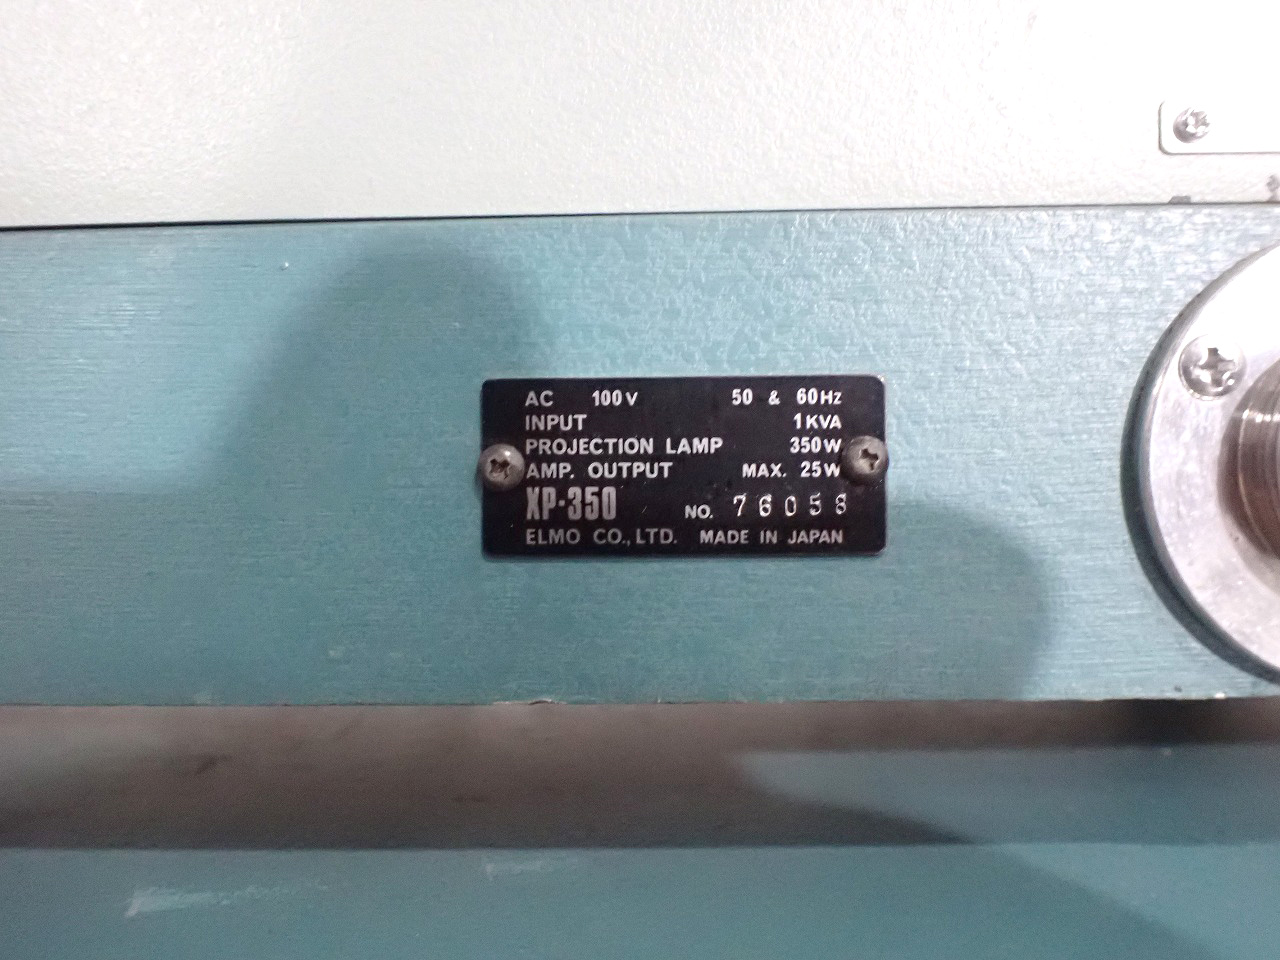 AC 100V 50 & 60Hz
INPUT 1KVA
PROJECTION LAMP 350W
AMP. OUTPUT MAX. 25W
XP-350 NO. 76058
ELMO CO., LTD. MADE IN JAPAN